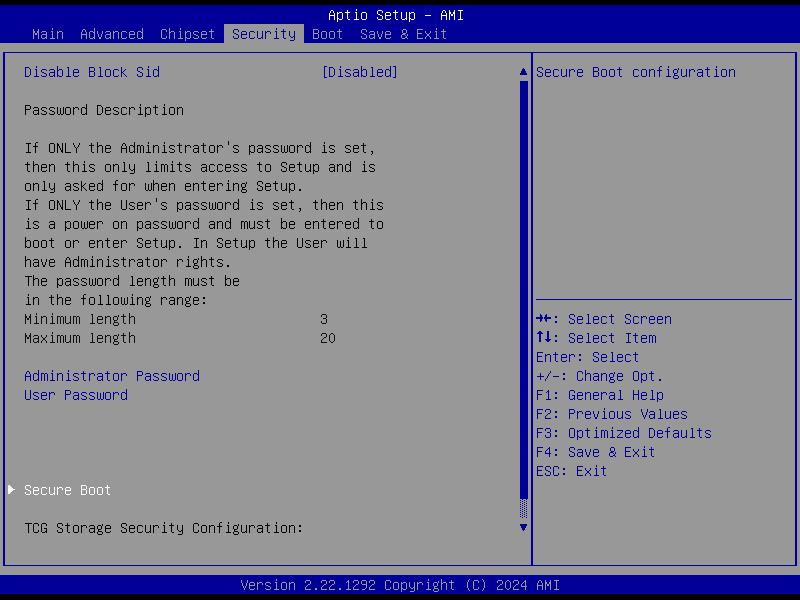 Aptio Setup – AMI
Main Advanced Chipset Security Boot Save & Exit
Disable Block Sid [Disabled]
Password Description
If ONLY the Administrator's password is set,
then this only limits access to Setup and is
only asked for when entering Setup.
If ONLY the User's password is set, then this
is a power on password and must be entered to
boot or enter Setup. In Setup the User will
have Administrator rights.
The password length must be
in the following range:
Minimum length 3
Maximum length 20
Administrator Password
User Password
Secure Boot
TCG Storage Security Configuration:
Secure Boot configuration
→←: Select Screen
↑↓: Select Item
Enter: Select
+/-: Change Opt.
F1: General Help
F2: Previous Values
F3: Optimized Defaults
F4: Save & Exit
ESC: Exit
Version 2.22.1292 Copyright (C) 2024 AMI